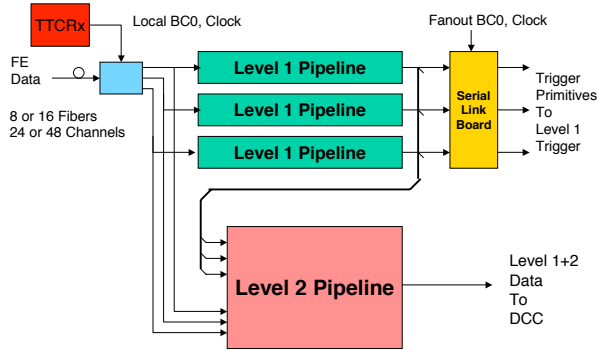 TTCRx
Local BC0, Clock
Fanout BC0, Clock
FE
Data
8 or 16 Fibers
24 or 48 Channels
Level 1 Pipeline
Level 1 Pipeline
Level 1 Pipeline
Serial
Link
Board
Trigger
Primitives
To
Level 1
Trigger
Level 2 Pipeline
Level 1+2
Data
To
DCC